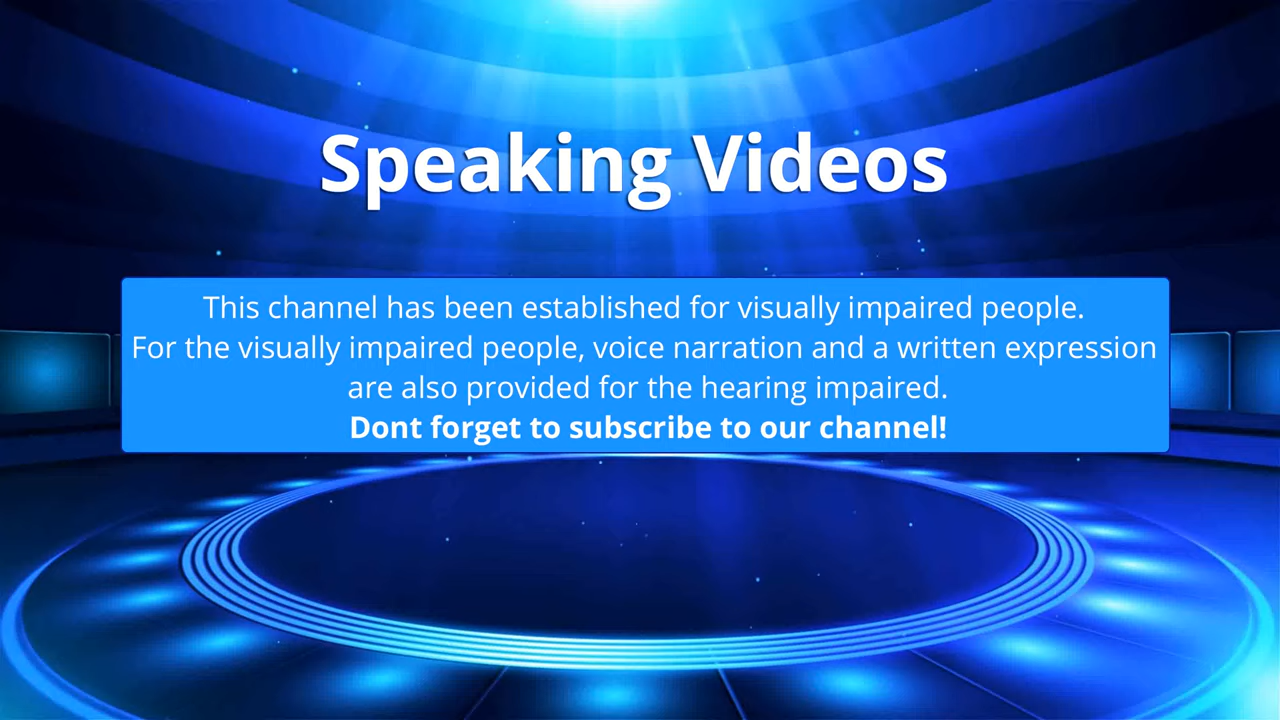 Speaking Videos
This channel has been established for visually impaired people.
For the visually impaired people, voice narration and a written expression
are also provided for the hearing impaired.
Dont forget to subscribe to our channel!